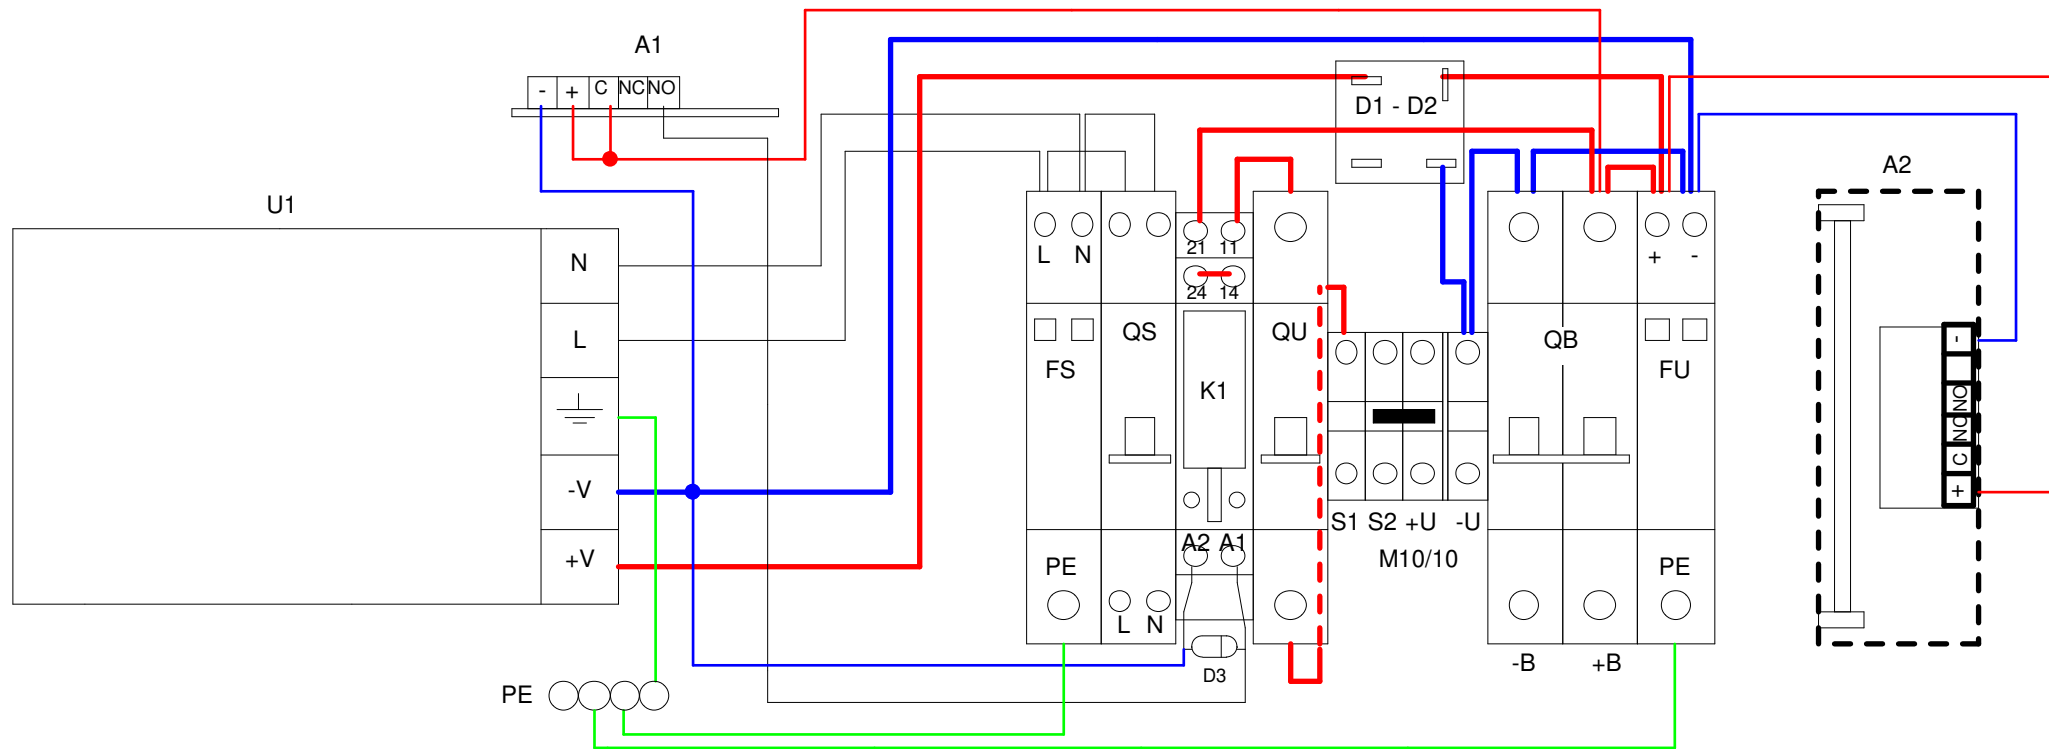 A1
- + C NC NO
D1 - D2
A2
U1
N
L
-V
+V
L N
21 11
24 14
+ -
FS
QS
K1
QU
QB
FU
-
NO
NC
C
+
S1 S2 +U -U
M10/10
A2 A1
PE
PE
L N
D3
-B
+B
PE